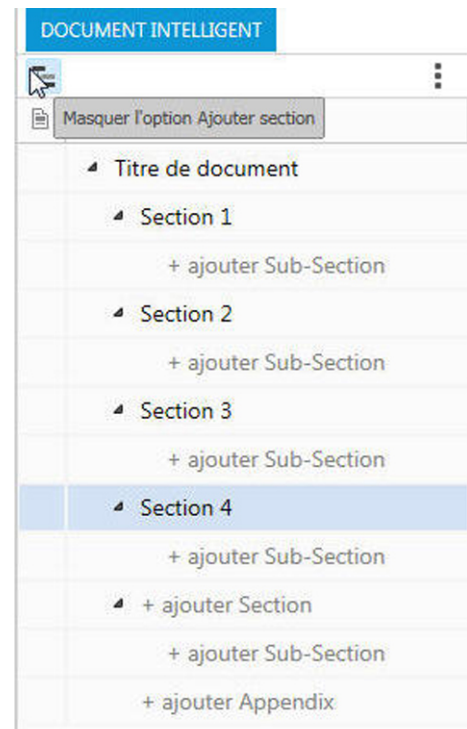 DOCUMENT INTELLIGENT
Masquer l'option Ajouter section
Titre de document
Section 1
+ ajouter Sub-Section
Section 2
+ ajouter Sub-Section
Section 3
+ ajouter Sub-Section
Section 4
+ ajouter Sub-Section
+ ajouter Section
+ ajouter Sub-Section
+ ajouter Appendix